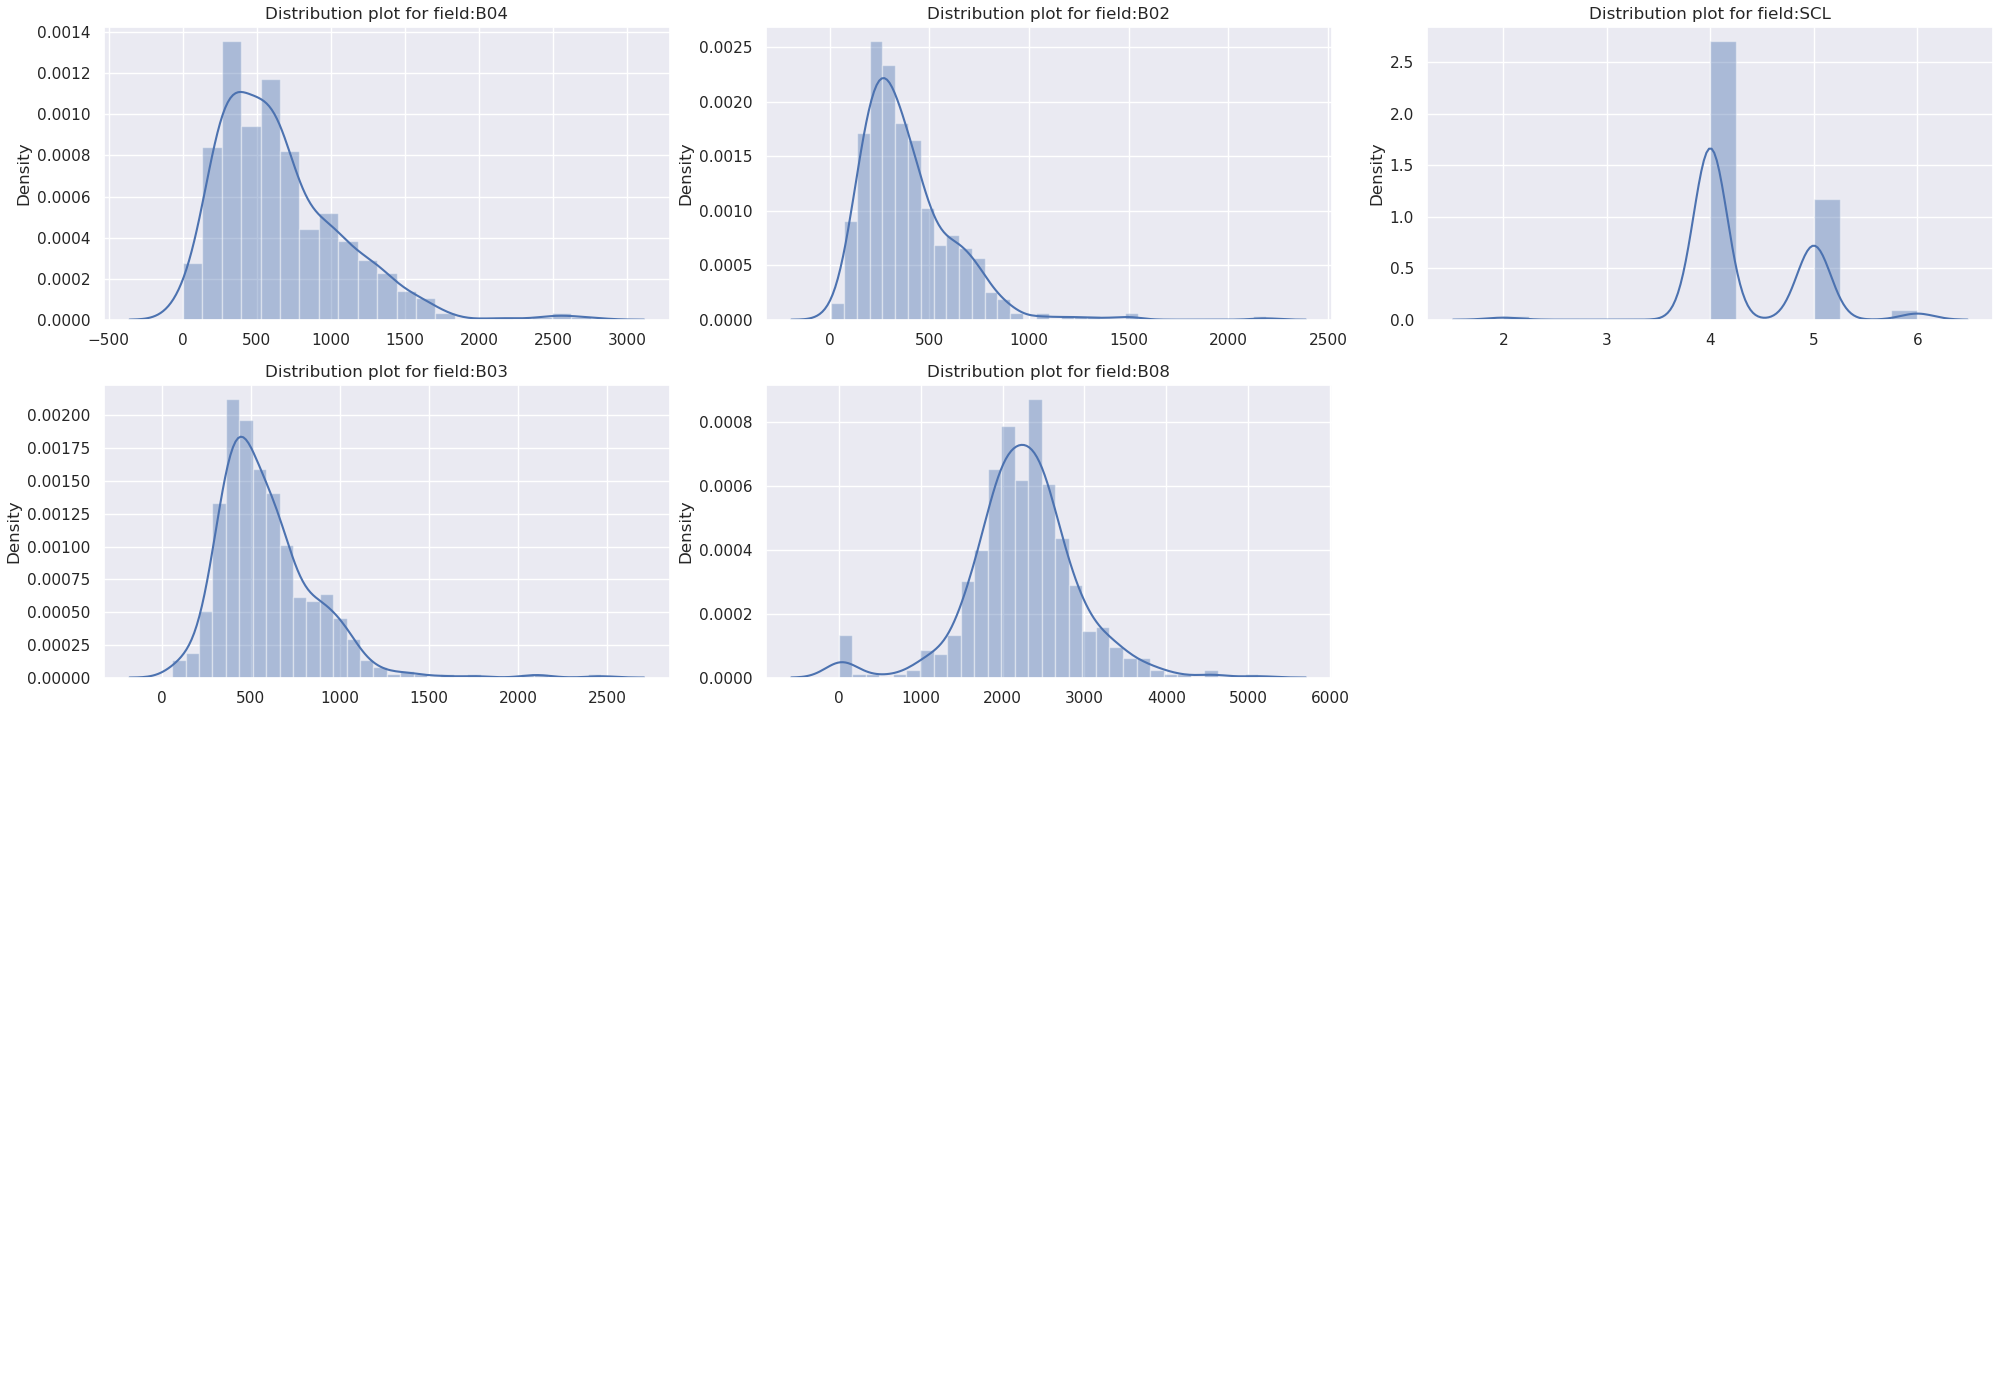 Distribution plot for field:B04
Density
0.0014
0.0012
0.0010
0.0008
0.0006
0.0004
0.0002
0.0000
−500 0 500 1000 1500 2000 2500 3000
Distribution plot for field:B02
Density
0.0025
0.0020
0.0015
0.0010
0.0005
0.0000
0 500 1000 1500 2000 2500
Distribution plot for field:SCL
Density
2.5
2.0
1.5
1.0
0.5
0.0
2 3 4 5 6
Distribution plot for field:B03
Density
0.00200
0.00175
0.00150
0.00125
0.00100
0.00075
0.00050
0.00025
0.00000
0 500 1000 1500 2000 2500
Distribution plot for field:B08
Density
0.0008
0.0006
0.0004
0.0002
0.0000
0 1000 2000 3000 4000 5000 6000